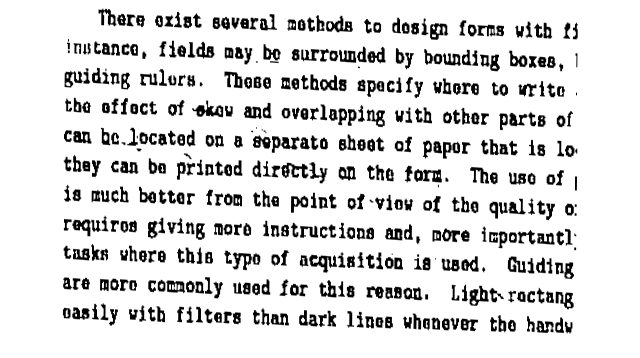 There exist several methods to design forms with fi
instance, fields may be surrounded by bounding boxes,
guiding rulers. These methods specify where to write
the effect of skew and overlapping with other parts of
can be located on a separate sheet of paper that is lo
they can be printed directly on the form. The use of
is much better from the point of view of the quality o
requires giving more instructions and, more importantl
tasks where this type of acquisition is used. Guiding
are more commonly used for this reason. Light rectang
easily with filters than dark lines whenever the handw